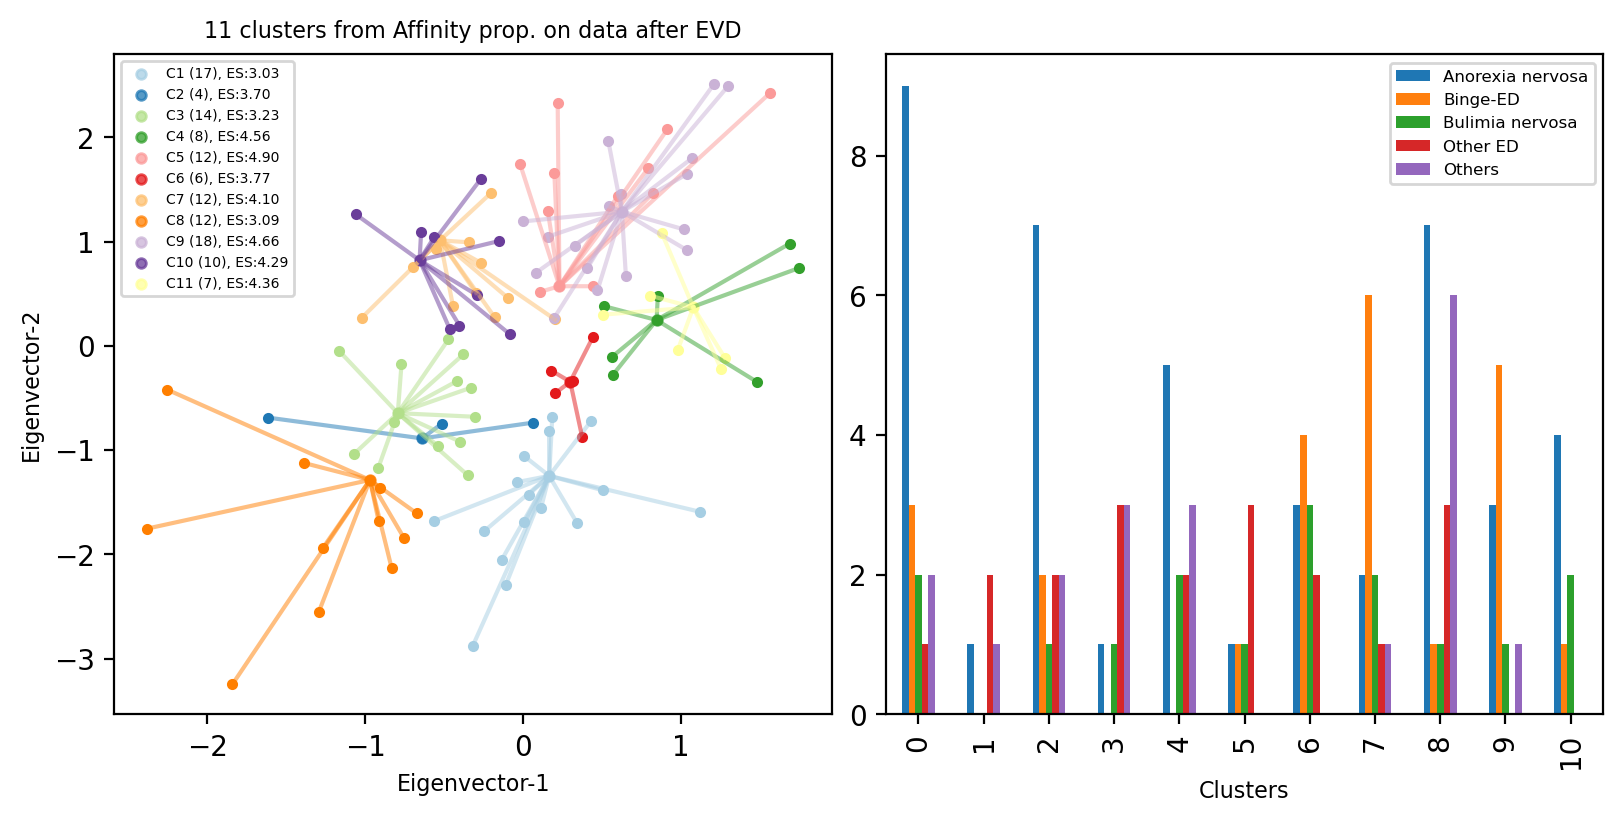 11 clusters from Affinity prop. on data after EVD
C1 (17), ES:3.03
C2 (4), ES:3.70
C3 (14), ES:3.23
C4 (8), ES:4.56
C5 (12), ES:4.90
C6 (6), ES:3.77
C7 (12), ES:4.10
C8 (12), ES:3.09
C9 (18), ES:4.66
C10 (10), ES:4.29
C11 (7), ES:4.36
2
1
0
−1
−2
−3
Eigenvector-2
−2
−1
0
1
Eigenvector-1
Anorexia nervosa
Binge-ED
Bulimia nervosa
Other ED
Others
8
6
4
2
0
0
1
2
3
4
5
6
7
8
9
10
Clusters